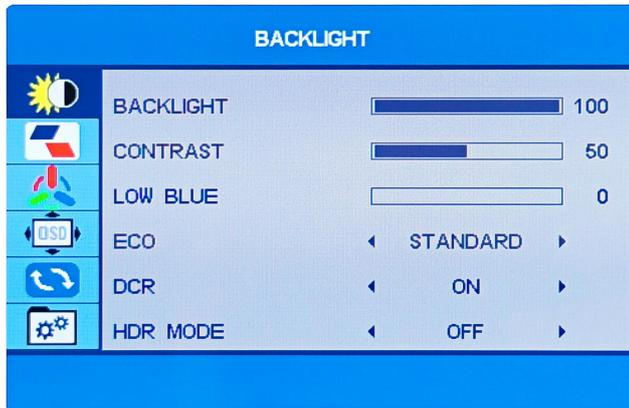 BACKLIGHT
BACKLIGHT 100
CONTRAST 50
LOW BLUE 0
OSD
ECO STANDARD
DCR ON
HDR MODE OFF